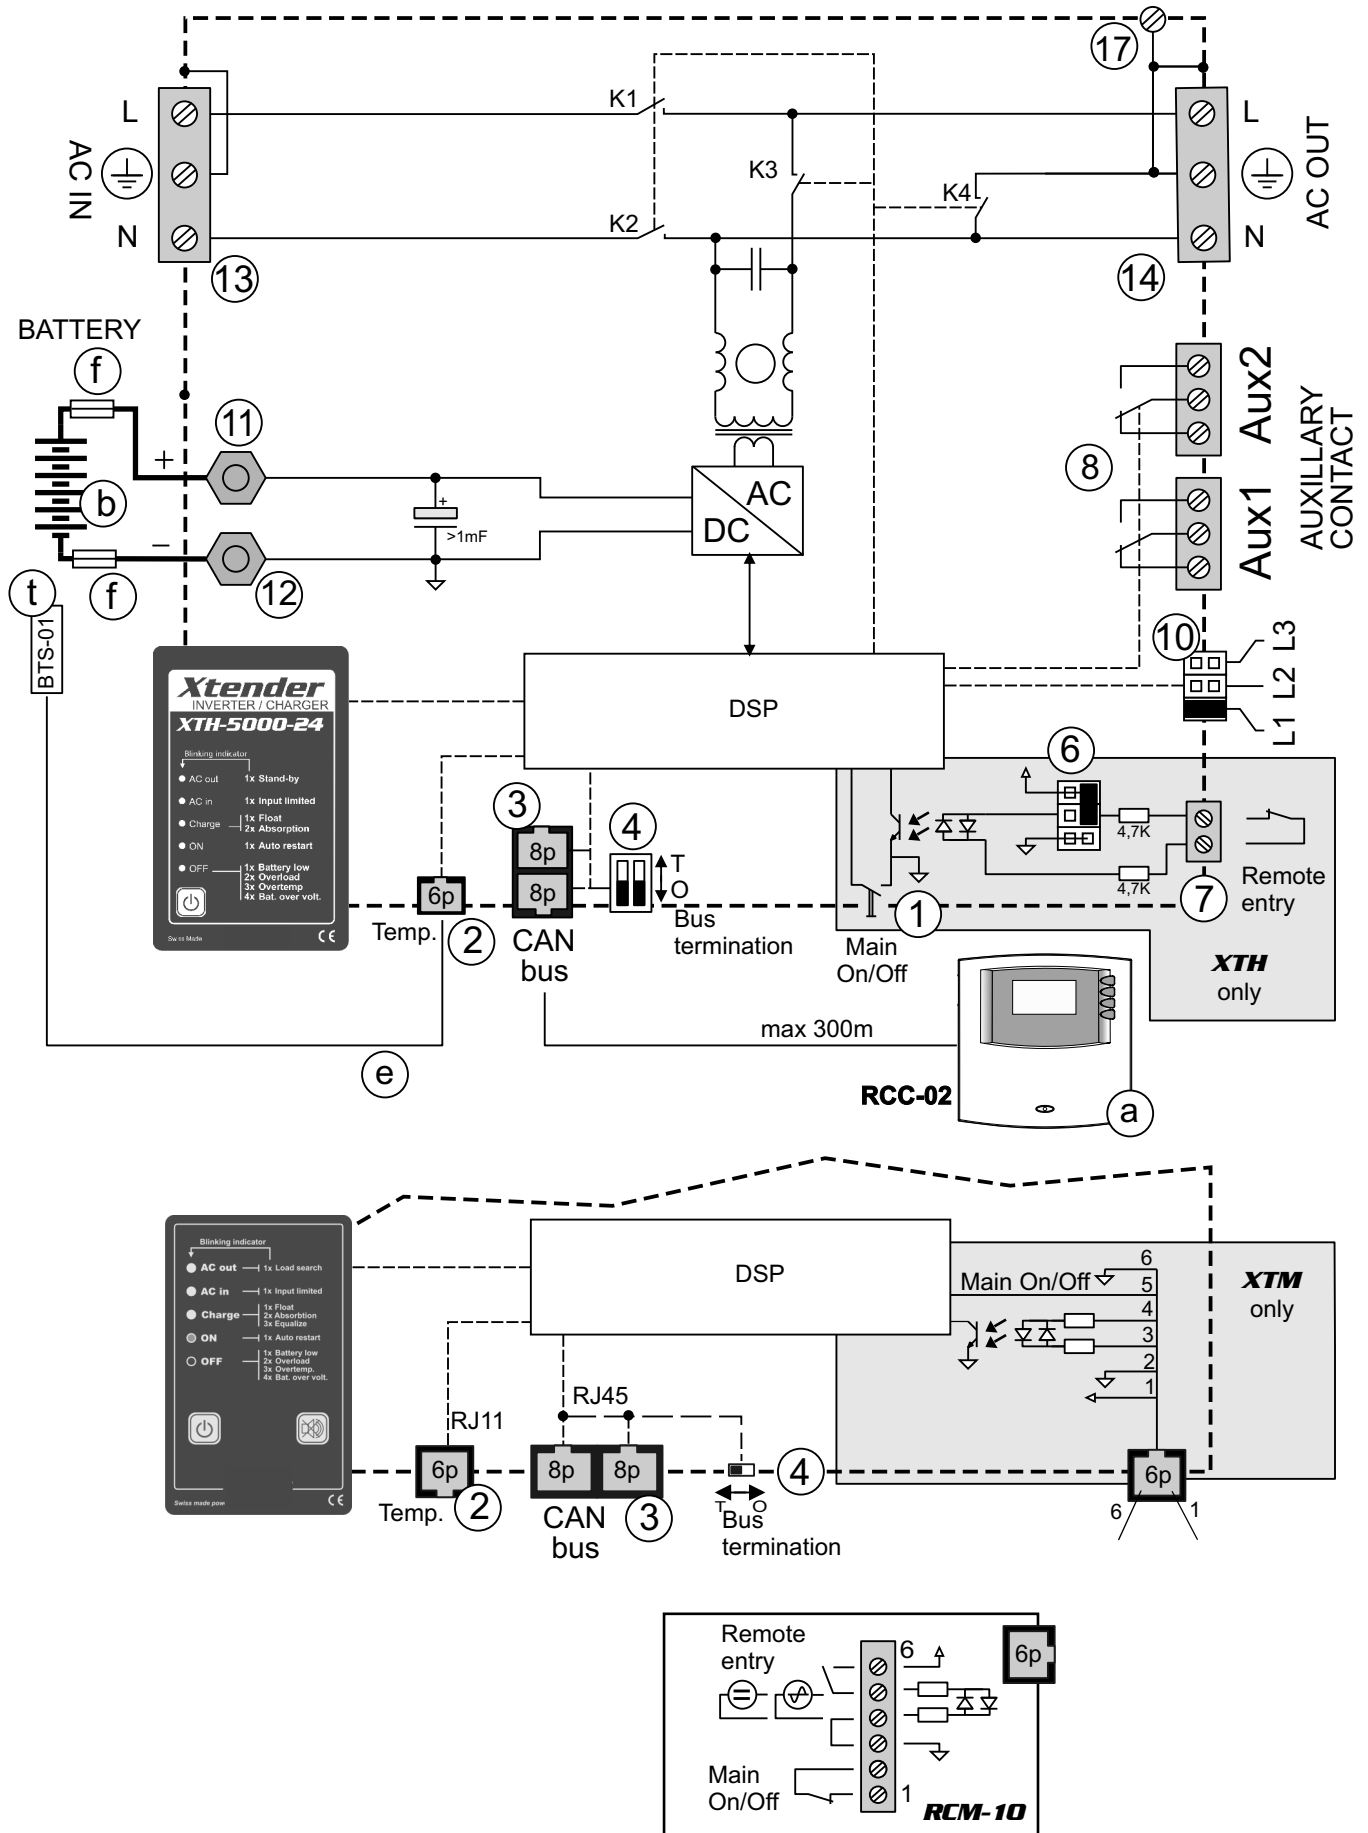 17
L
AC IN
N
13
K1
K2
K3
K4
L
AC OUT
N
14
BATTERY
f
b
+
–
f
11
12
+
>1mF
AC
DC
8
Aux2
Aux1
AUXILLARY
CONTACT
t
BTS-01
10
L3
L2
L1
Xtender
INVERTER / CHARGER
XTH-5000-24
Blinking indicator
AC out 1x Stand-by
AC in 1x Input limited
Charge 1x Float
2x Absorption
ON 1x Auto restart
OFF 1x Battery low
2x Overload
3x Overtemp
4x Bat. over volt.
Swiss Made
CE
DSP
6
4,7K
4,7K
7
Remote
entry
3
8p
8p
4
T
O
Bus
termination
6p
Temp.
2
CAN
bus
1
Main
On/Off
XTH
only
e
max 300m
RCC-02
a
Blinking indicator
AC out 1x Load search
AC in 1x Input limited
Charge 1x Float
2x Absorbtion
3x Equalize
ON 1x Auto restart
OFF 1x Battery low
2x Overload
3x Overtemp.
4x Bat. over volt.
Swiss made pow
CE
DSP
Main On/Off
6
5
4
3
2
1
XTM
only
RJ11
RJ45
6p
Temp.
2
8p
8p
CAN
bus
3
4
T
O
Bus
termination
6p
6
1
Remote
entry
6
6p
Main
On/Off
1
RCM-10